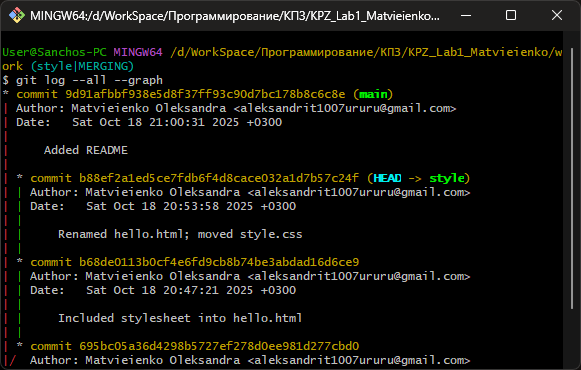 MINGW64:/d/WorkSpace/Программирование/КПЗ/KPZ_Lab1_Matvieienko...
User@Sanchos-PC MINGW64 /d/WorkSpace/Программирование/КПЗ/KPZ_Lab1_Matvieienko/w
ork (style|MERGING)
$ git log --all --graph
* commit 9d91afbbf938e5d8f37ff93c90d7bc178b8c6c8e (main)
| Author: Matvieienko Oleksandra <aleksandrit1007ururu@gmail.com>
| Date:   Sat Oct 18 21:00:31 2025 +0300
|
|     Added README
|
| * commit b88ef2a1ed5ce7fdb6f4d8cace032a1d7b57c24f (HEAD -> style)
| | Author: Matvieienko Oleksandra <aleksandrit1007ururu@gmail.com>
| | Date:   Sat Oct 18 20:53:58 2025 +0300
| |
| |     Renamed hello.html; moved style.css
| |
| * commit b68de0113b0cf4e6fd9cb8b74be3abdad16d6ce9
| | Author: Matvieienko Oleksandra <aleksandrit1007ururu@gmail.com>
| | Date:   Sat Oct 18 20:47:21 2025 +0300
| |
| |     Included stylesheet into hello.html
| |
| * commit 695bc05a36d4298b5727ef278d0ee981d277cbd0
|/  Author: Matvieienko Oleksandra <aleksandrit1007ururu@gmail.com>